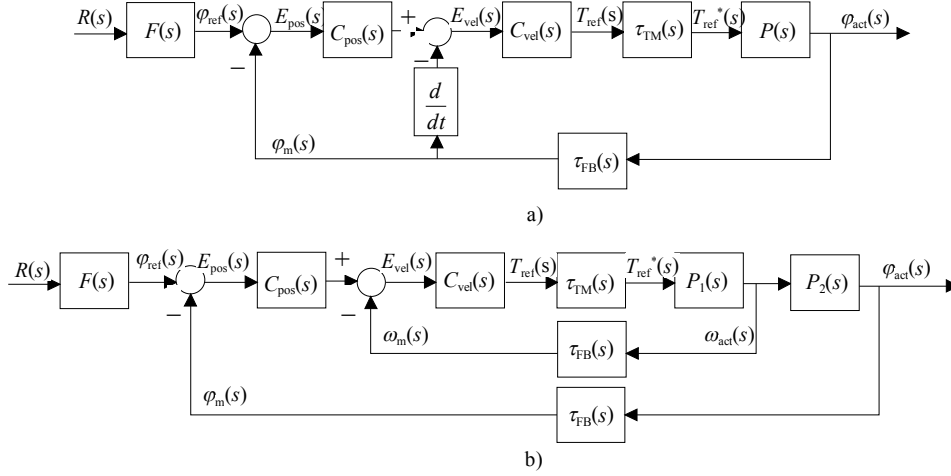 R(s) F(s) φref(s) Epos(s) Cpos(s) + Evel(s) Cvel(s) Tref(s) τTM(s) Tref*(s) P(s) φact(s)
− −
d
dt
φm(s) τFB(s)
a)
R(s) F(s) φref(s) Epos(s) Cpos(s) + Evel(s) Cvel(s) Tref(s) τTM(s) Tref*(s) P1(s) P2(s) φact(s)
− −
ωm(s) τFB(s) ωact(s)
φm(s) τFB(s)
b)